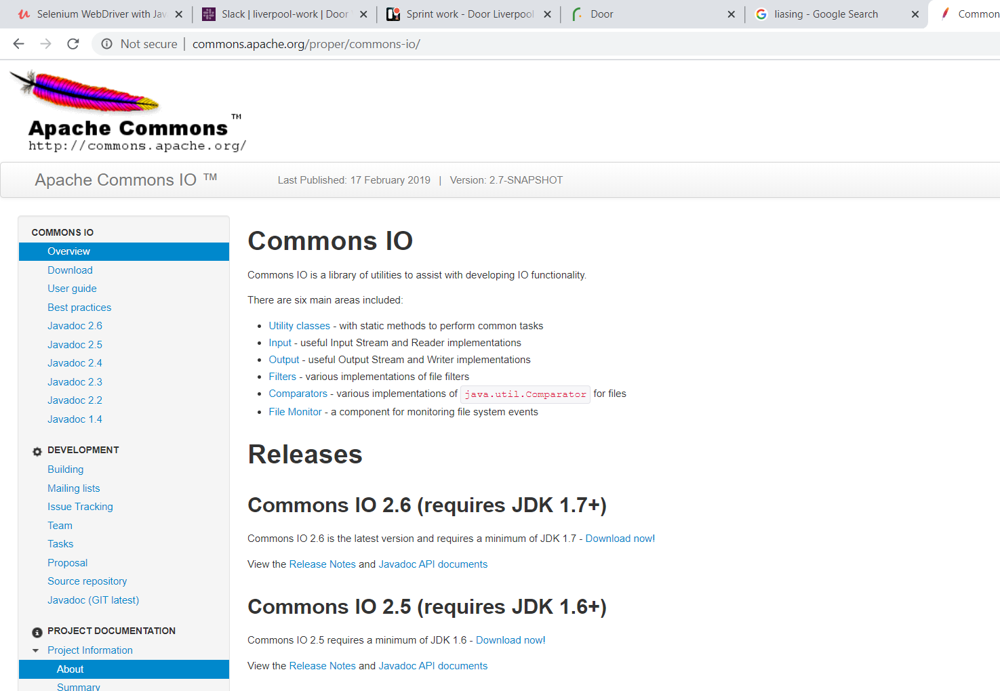 Selenium WebDriver with Jav
Slack | liverpool-work | Door
Sprint work - Door Liverpool
Door
liasing - Google Search
Common
Not secure | commons.apache.org/proper/commons-io/
Apache Commons ™
http://commons.apache.org/
Apache Commons IO ™
Last Published: 17 February 2019 | Version: 2.7-SNAPSHOT
COMMONS IO
Overview
Download
User guide
Best practices
Javadoc 2.6
Javadoc 2.5
Javadoc 2.4
Javadoc 2.3
Javadoc 2.2
Javadoc 1.4
DEVELOPMENT
Building
Mailing lists
Issue Tracking
Team
Tasks
Proposal
Source repository
Javadoc (GIT latest)
PROJECT DOCUMENTATION
Project Information
About
Summary
Commons IO
Commons IO is a library of utilities to assist with developing IO functionality.
There are six main areas included:
• Utility classes - with static methods to perform common tasks
• Input - useful Input Stream and Reader implementations
• Output - useful Output Stream and Writer implementations
• Filters - various implementations of file filters
• Comparators - various implementations of java.util.Comparator for files
• File Monitor - a component for monitoring file system events
Releases
Commons IO 2.6 (requires JDK 1.7+)
Commons IO 2.6 is the latest version and requires a minimum of JDK 1.7 - Download now!
View the Release Notes and Javadoc API documents
Commons IO 2.5 (requires JDK 1.6+)
Commons IO 2.5 requires a minimum of JDK 1.6 - Download now!
View the Release Notes and Javadoc API documents